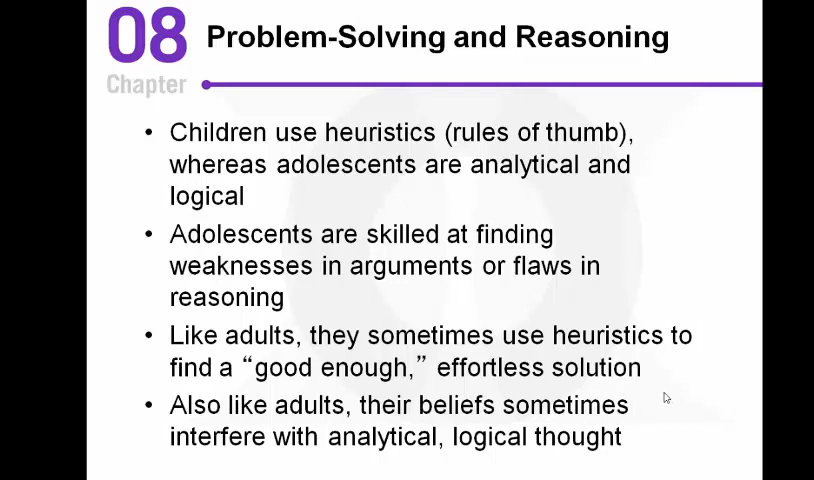 08 Problem-Solving and Reasoning
Chapter
• Children use heuristics (rules of thumb),
whereas adolescents are analytical and
logical
• Adolescents are skilled at finding
weaknesses in arguments or flaws in
reasoning
• Like adults, they sometimes use heuristics to
find a “good enough,” effortless solution
• Also like adults, their beliefs sometimes
interfere with analytical, logical thought